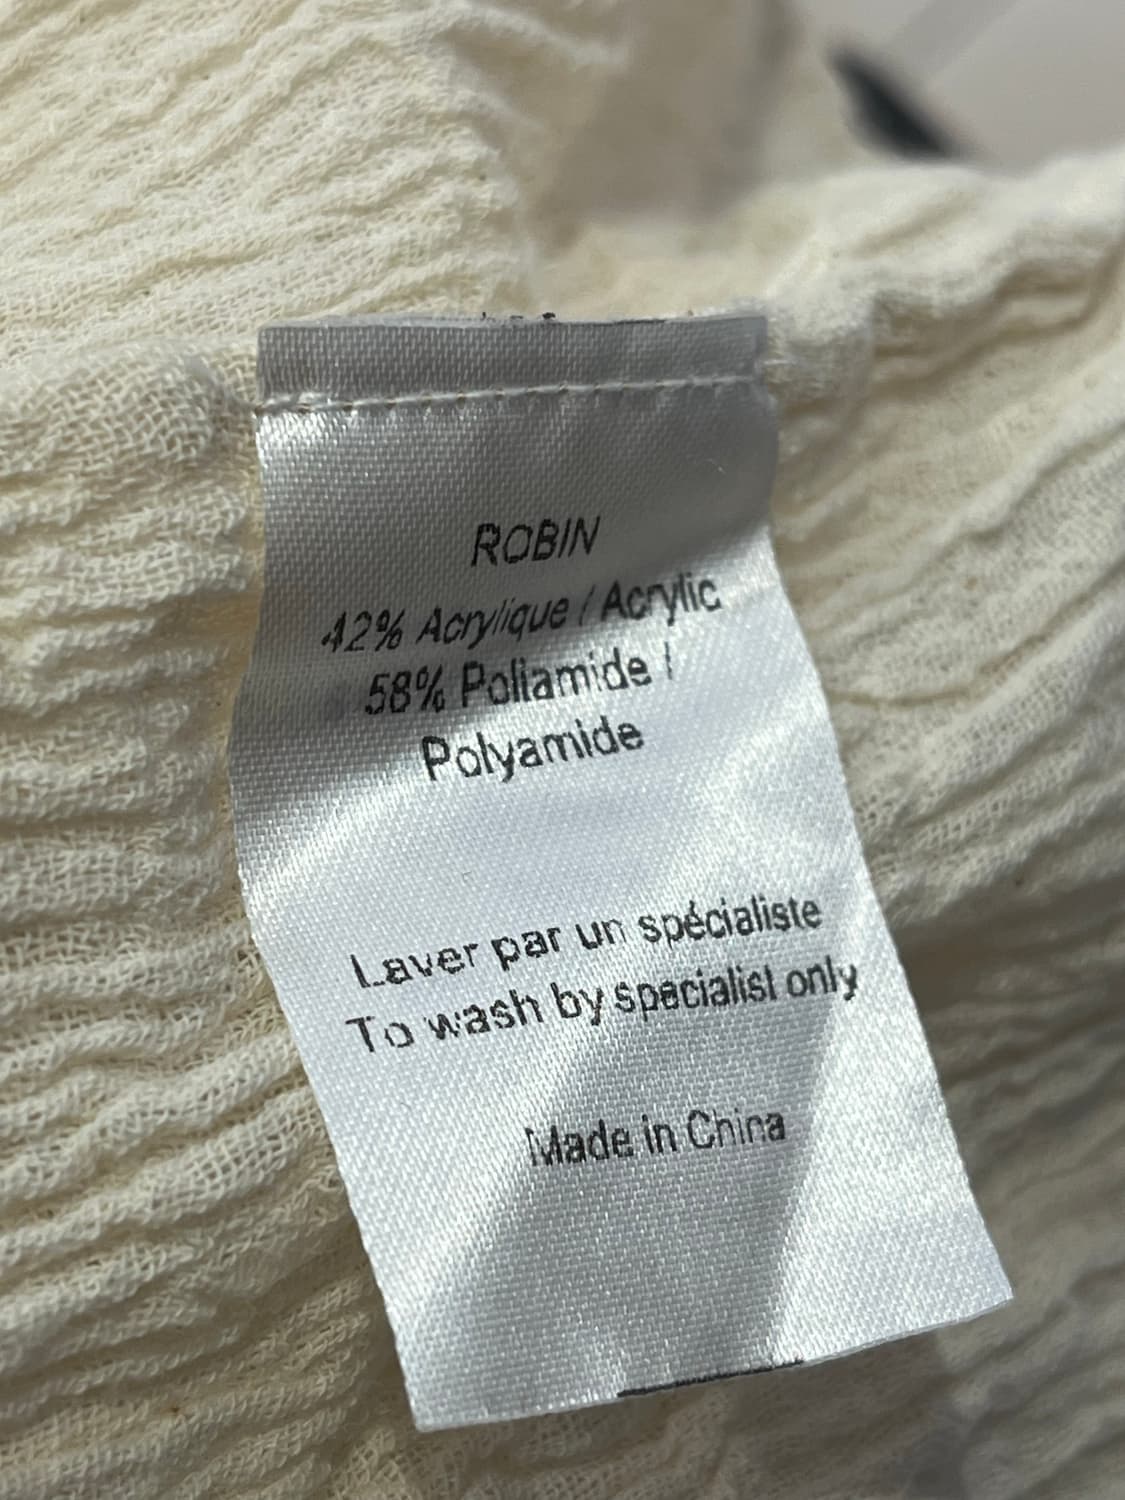 ROBIN
42% Acrylique / Acrylic
58% Poliamide /
Polyamide
Laver par un spécialiste
To wash by specialist only
Made in China